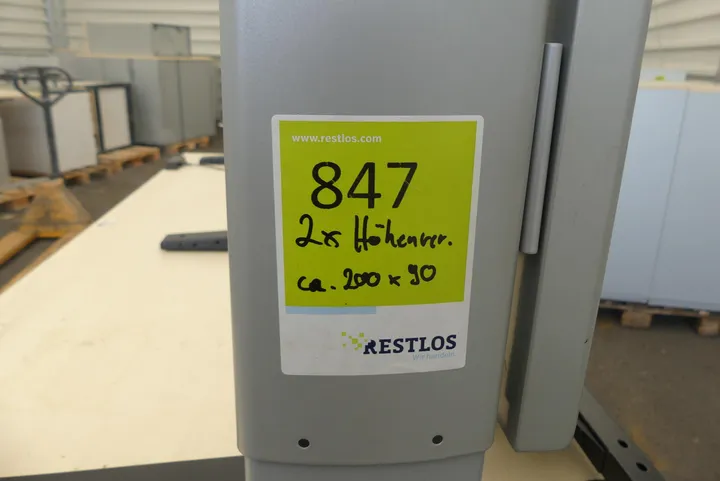 www.restlos.com
847
2x Höhenver.
ca. 200 x 90
RESTLOS